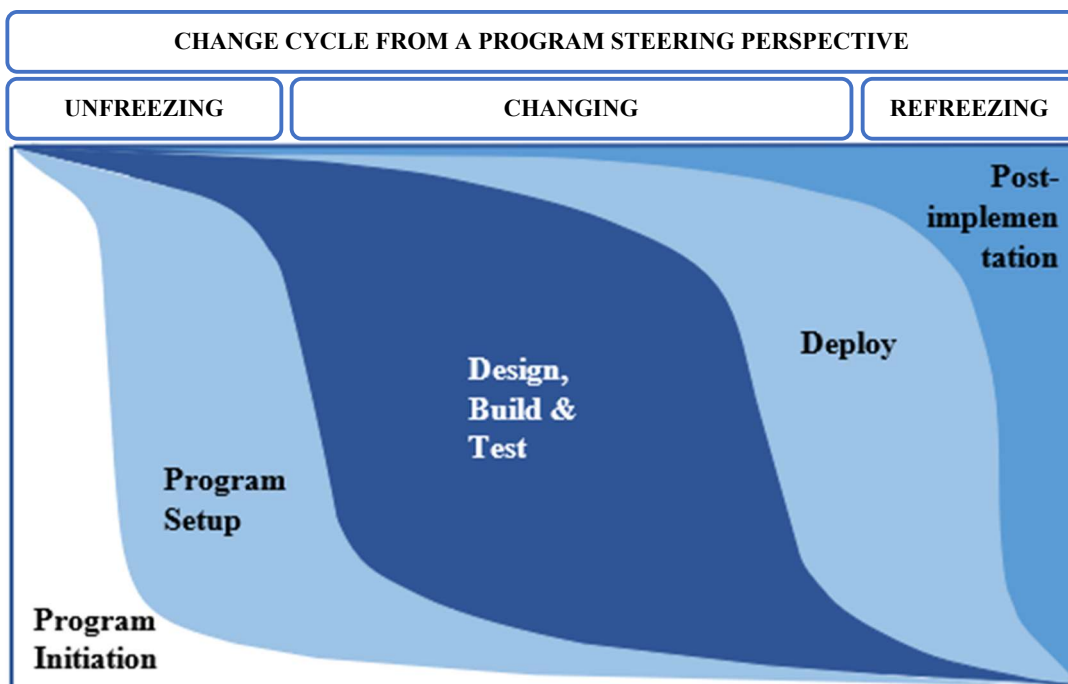 CHANGE CYCLE FROM A PROGRAM STEERING PERSPECTIVE
UNFREEZING
CHANGING
REFREEZING
Post-
implemen
tation
Deploy
Design,
Build &
Test
Program
Setup
Program
Initiation